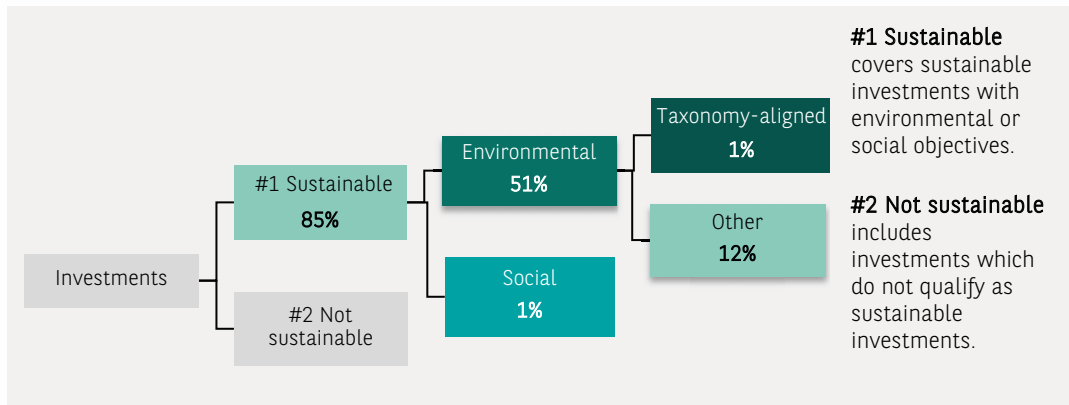 Investments
#1 Sustainable
85%
#2 Not
sustainable
Environmental
51%
Social
1%
Taxonomy-aligned
1%
Other
12%
#1 Sustainable
covers sustainable
investments with
environmental or
social objectives.
#2 Not sustainable
includes
investments which
do not qualify as
sustainable
investments.